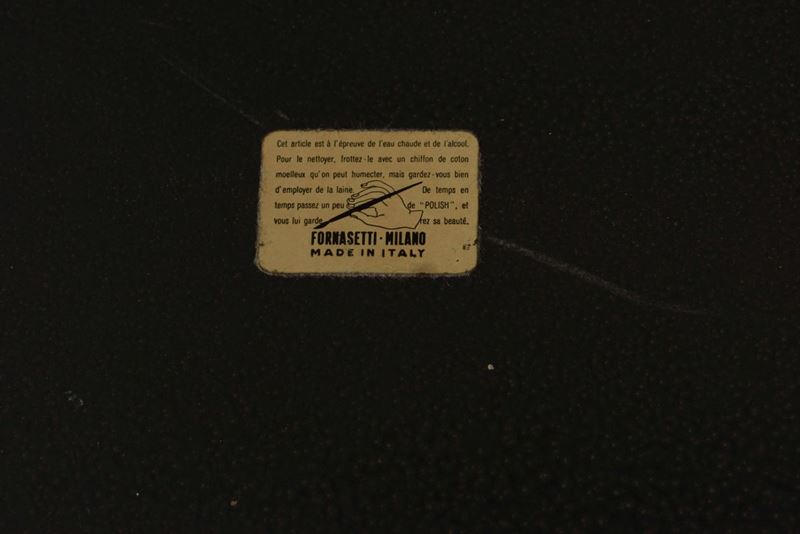 Cet article est à l'épreuve de l'eau chaude et de l'alcool.
Pour le nettoyer, frottez-le avec un chiffon de coton
moelleux qu'on peut humecter, mais gardez-vous bien
d'employer de la laine. De temps en
temps passez un peu de "POLISH", et
vous lui garde rez sa beauté.
FORNASETTI·MILANO
MADE IN ITALY